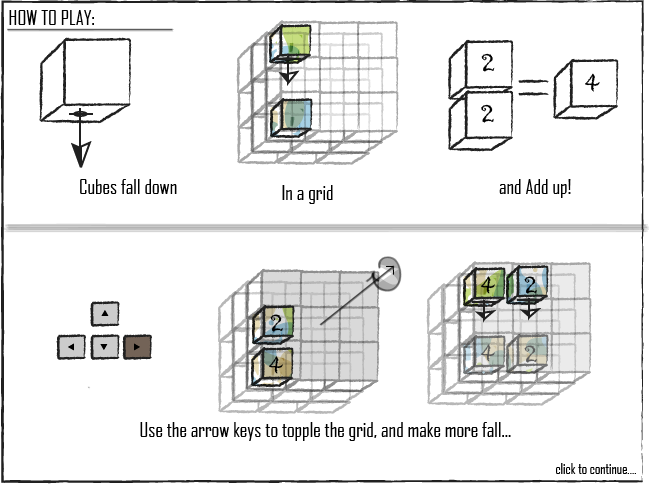 HOW TO PLAY:
2
2
4
Cubes fall down
In a grid
and Add up!
2
4
4
2
4
2
Use the arrow keys to topple the grid, and make more fall...
click to continue....